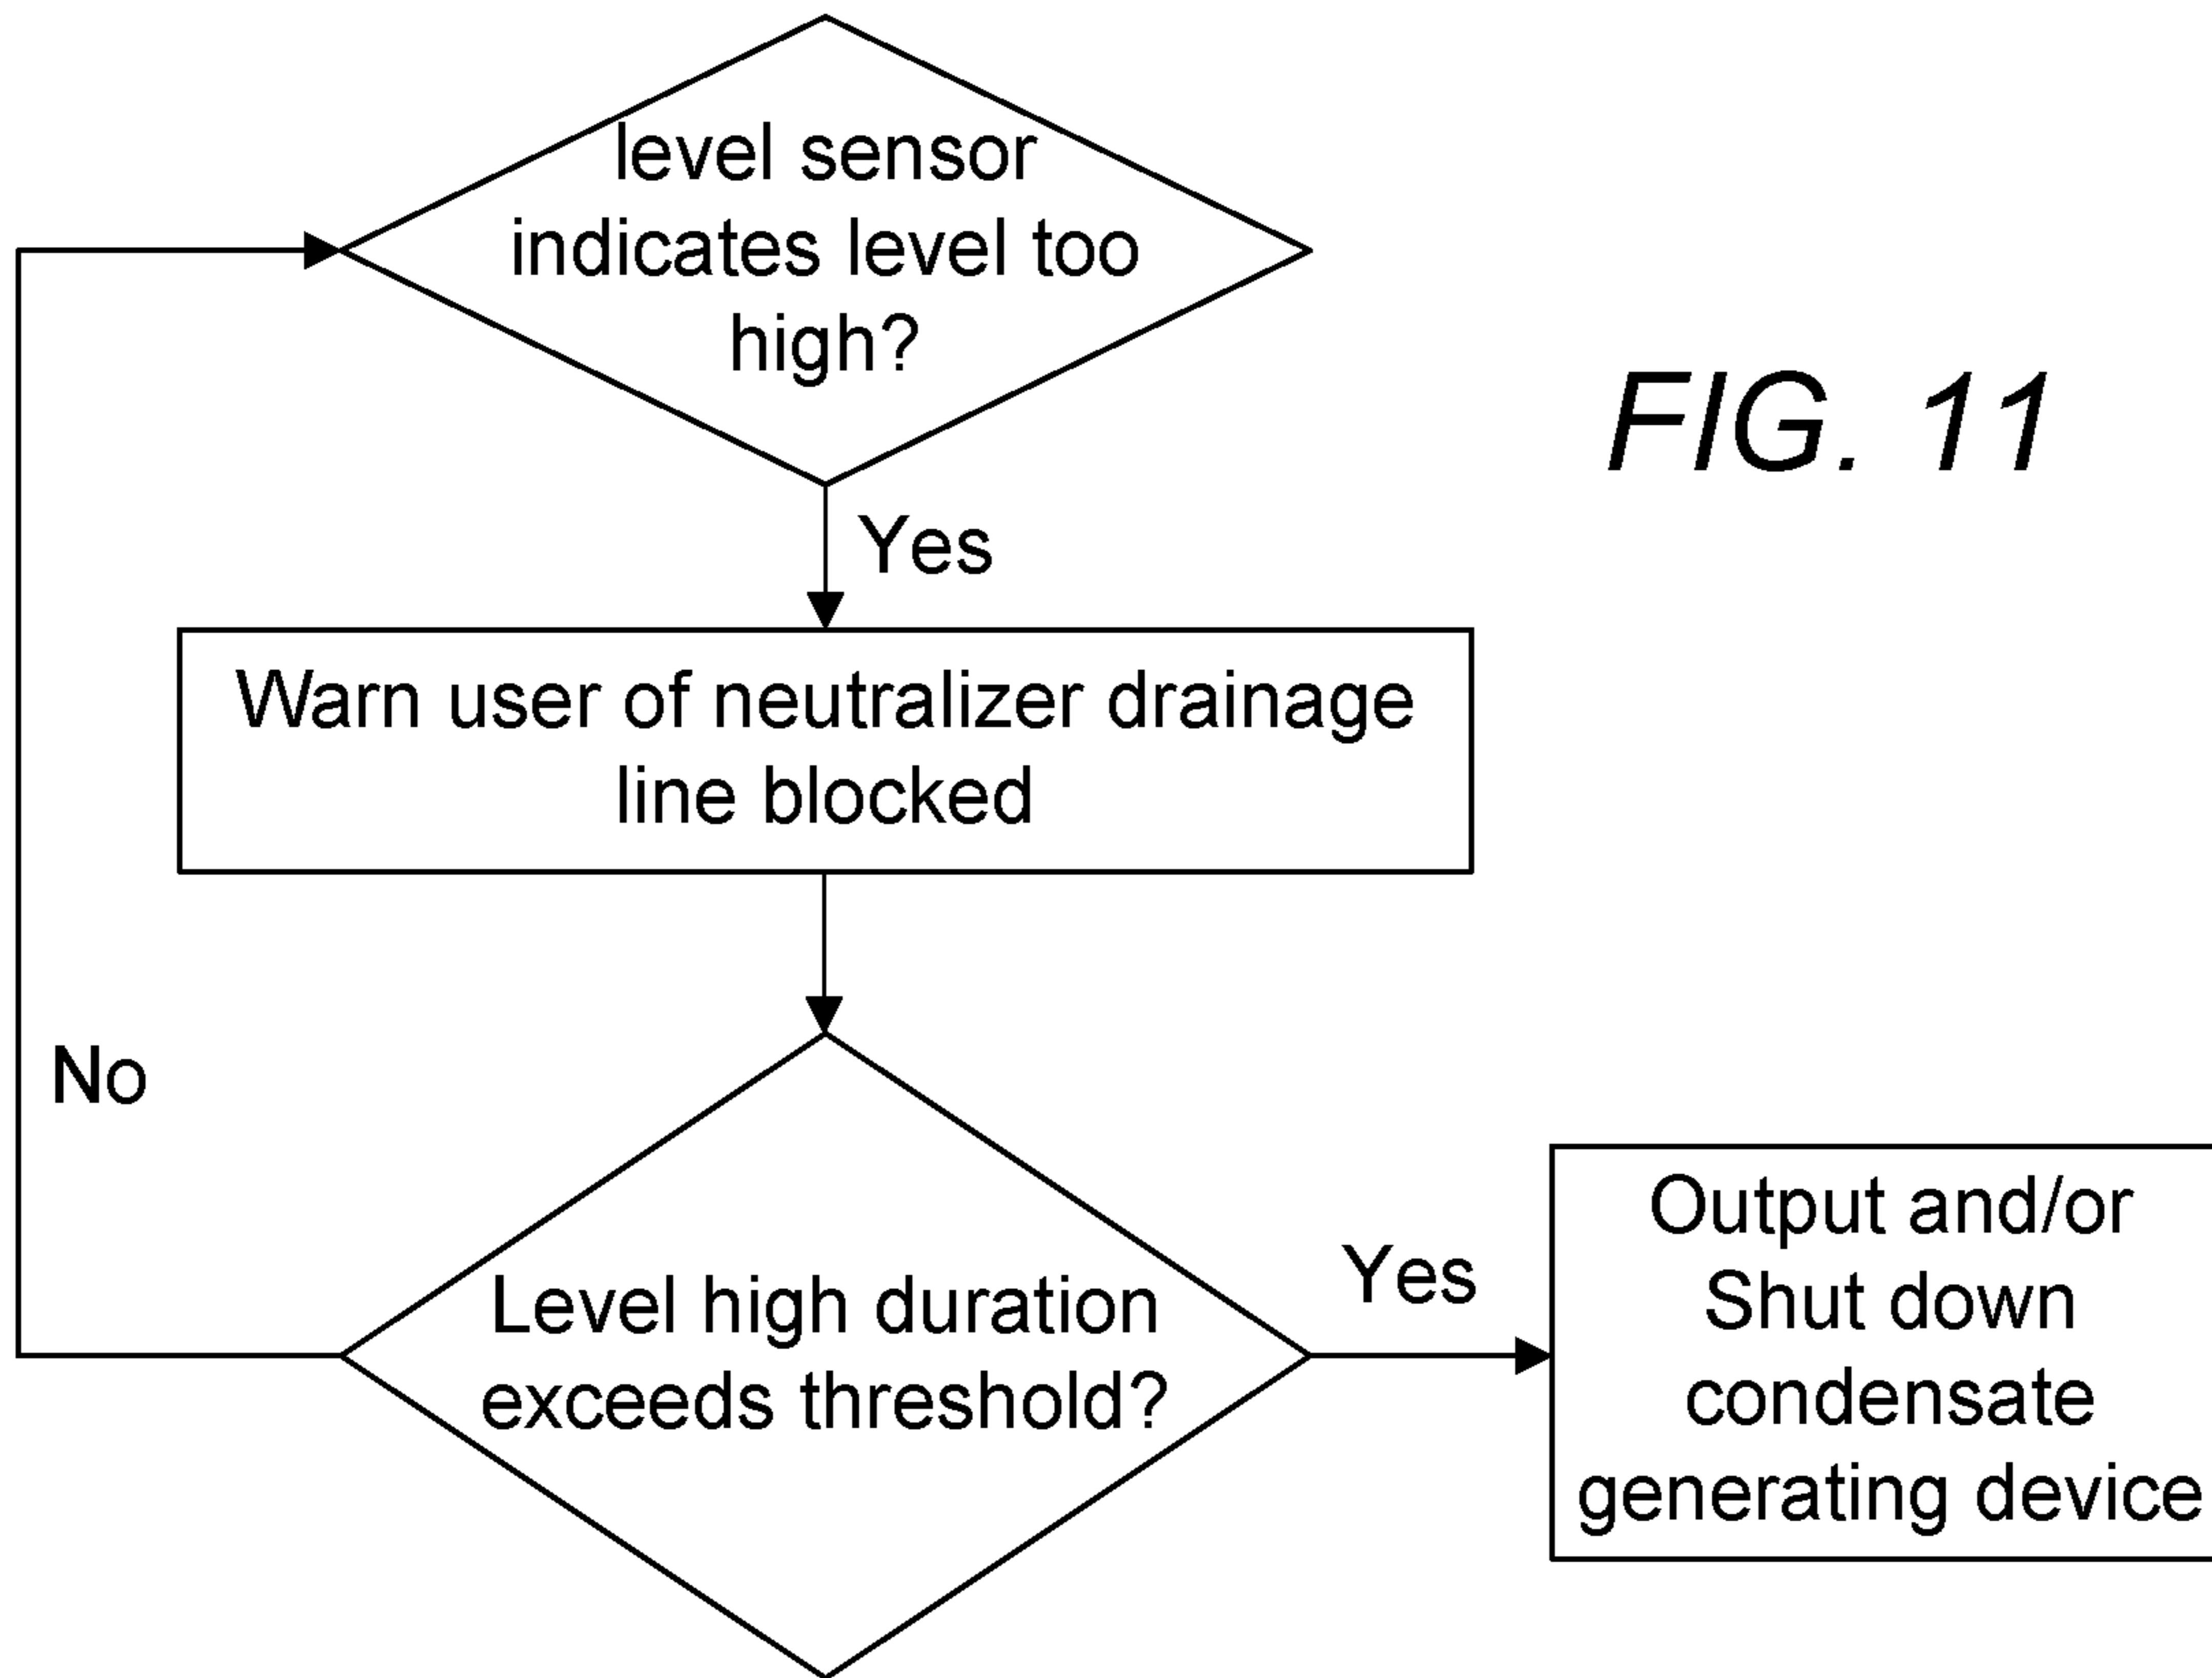 level sensor
indicates level too
high?
FIG. 11
Yes
Warn user of neutralizer drainage
line blocked
No
Level high duration
exceeds threshold?
Yes
Output and/or
Shut down
condensate
generating device